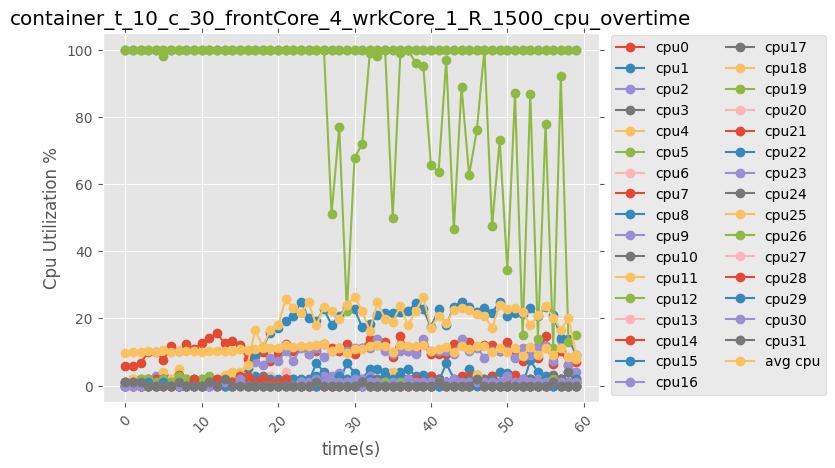 container_t_10_c_30_frontCore_4_wrkCore_1_R_1500_cpu_overtime
Cpu Utilization %
100
80
60
40
20
0
0
10
20
30
40
50
60
time(s)
cpu0
cpu1
cpu2
cpu3
cpu4
cpu5
cpu6
cpu7
cpu8
cpu9
cpu10
cpu11
cpu12
cpu13
cpu14
cpu15
cpu16
cpu17
cpu18
cpu19
cpu20
cpu21
cpu22
cpu23
cpu24
cpu25
cpu26
cpu27
cpu28
cpu29
cpu30
cpu31
avg cpu